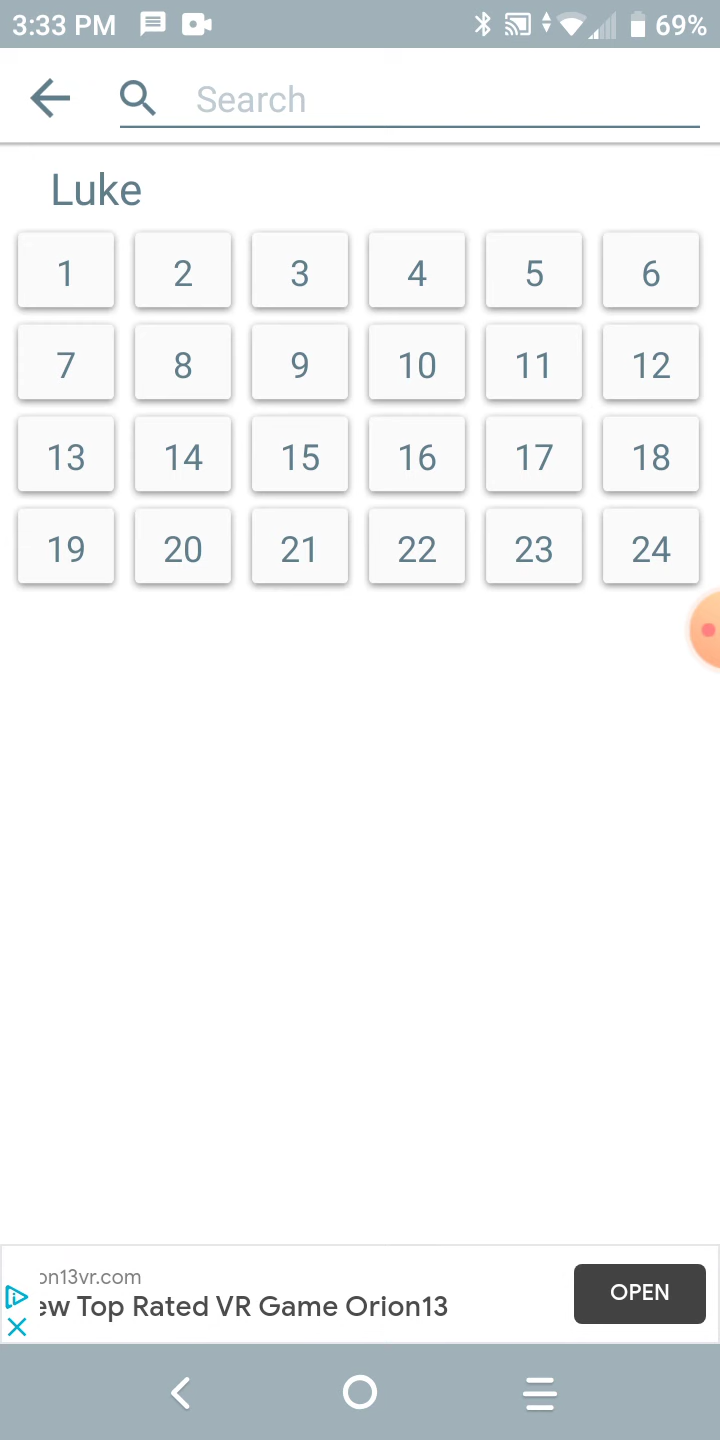 3:33 PM 69%
Search
Luke
1 2 3 4 5 6
7 8 9 10 11 12
13 14 15 16 17 18
19 20 21 22 23 24
on13vr.com
ew Top Rated VR Game Orion13
OPEN